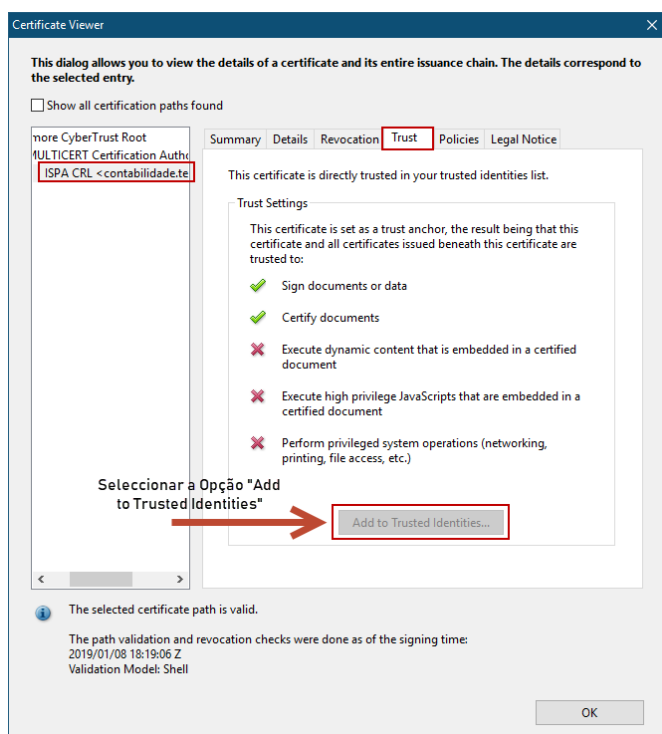 Certificate Viewer
This dialog allows you to view the details of a certificate and its entire issuance chain. The details correspond to
the selected entry.
Show all certification paths found
more CyberTrust Root
MULTICERT Certification Autho
ISPA CRL <contabilidade.te
Summary Details Revocation Trust Policies Legal Notice
This certificate is directly trusted in your trusted identities list.
Trust Settings
This certificate is set as a trust anchor, the result being that this
certificate and all certificates issued beneath this certificate are
trusted to:
Sign documents or data
Certify documents
Execute dynamic content that is embedded in a certified
document
Execute high privilege JavaScripts that are embedded in a
certified document
Perform privileged system operations (networking,
printing, file access, etc.)
Seleccionar a Opção "Add
to Trusted Identities"
Add to Trusted Identities...
The selected certificate path is valid.
The path validation and revocation checks were done as of the signing time:
2019/01/08 18:19:06 Z
Validation Model: Shell
OK